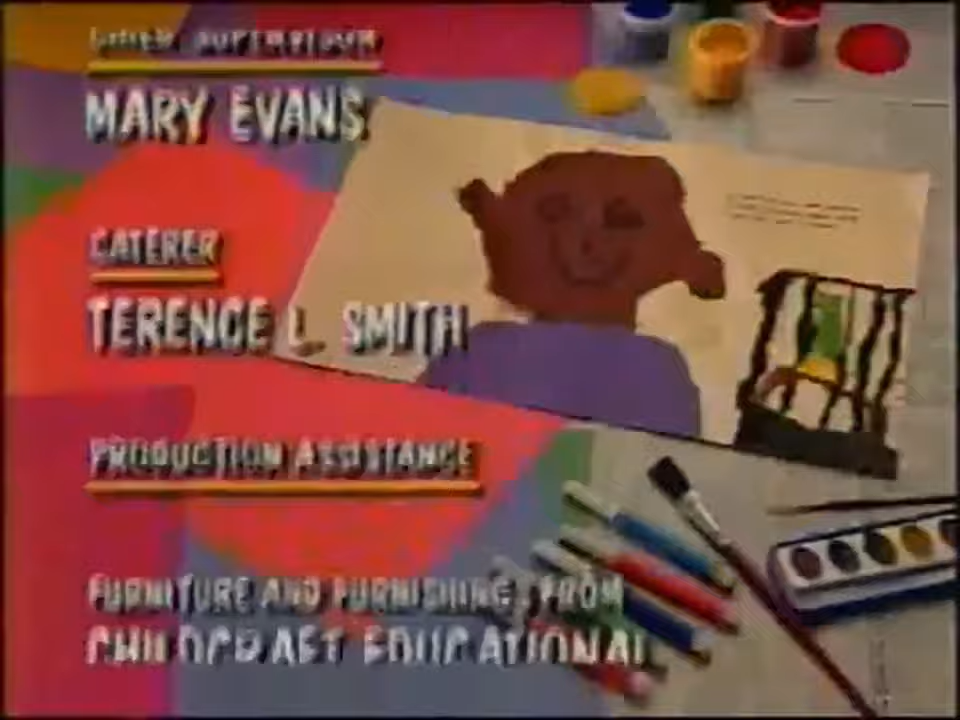 MARY EVANS
CATERER
TERENCE L. SMITH
PRODUCTION ASSISTANCE
FURNITURE AND FURNISHINGS FROM
CHILDCRAFT EDUCATIONAL